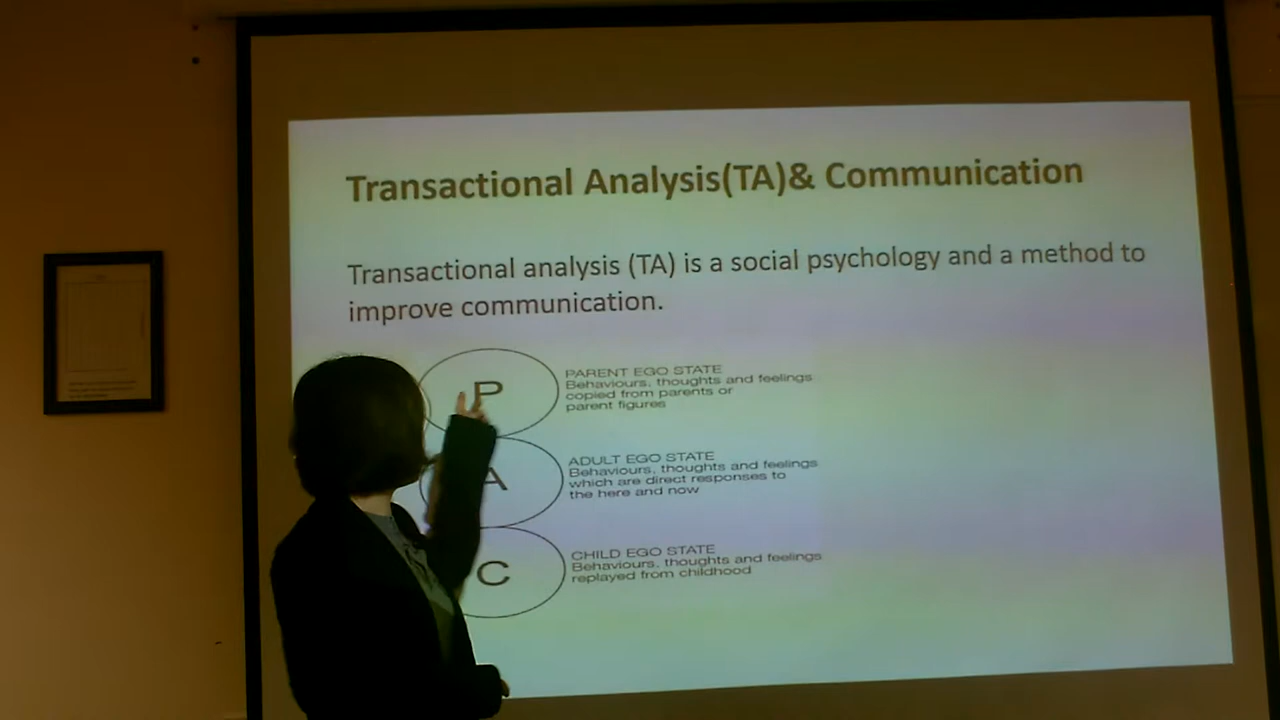 Transactional Analysis(TA)& Communication
Transactional analysis (TA) is a social psychology and a method to
improve communication.
P
PARENT EGO STATE
Behaviours, thoughts and feelings
copied from parents or
parent figures
A
ADULT EGO STATE
Behaviours, thoughts and feelings
which are direct responses to
the here and now
C
CHILD EGO STATE
Behaviours, thoughts and feelings
replayed from childhood